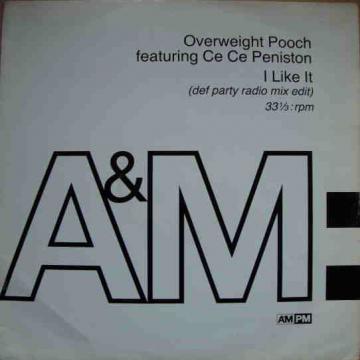 Overweight Pooch
featuring Ce Ce Peniston
I Like It
(def party radio mix edit)
33⅓:rpm
A&M:
AM PM